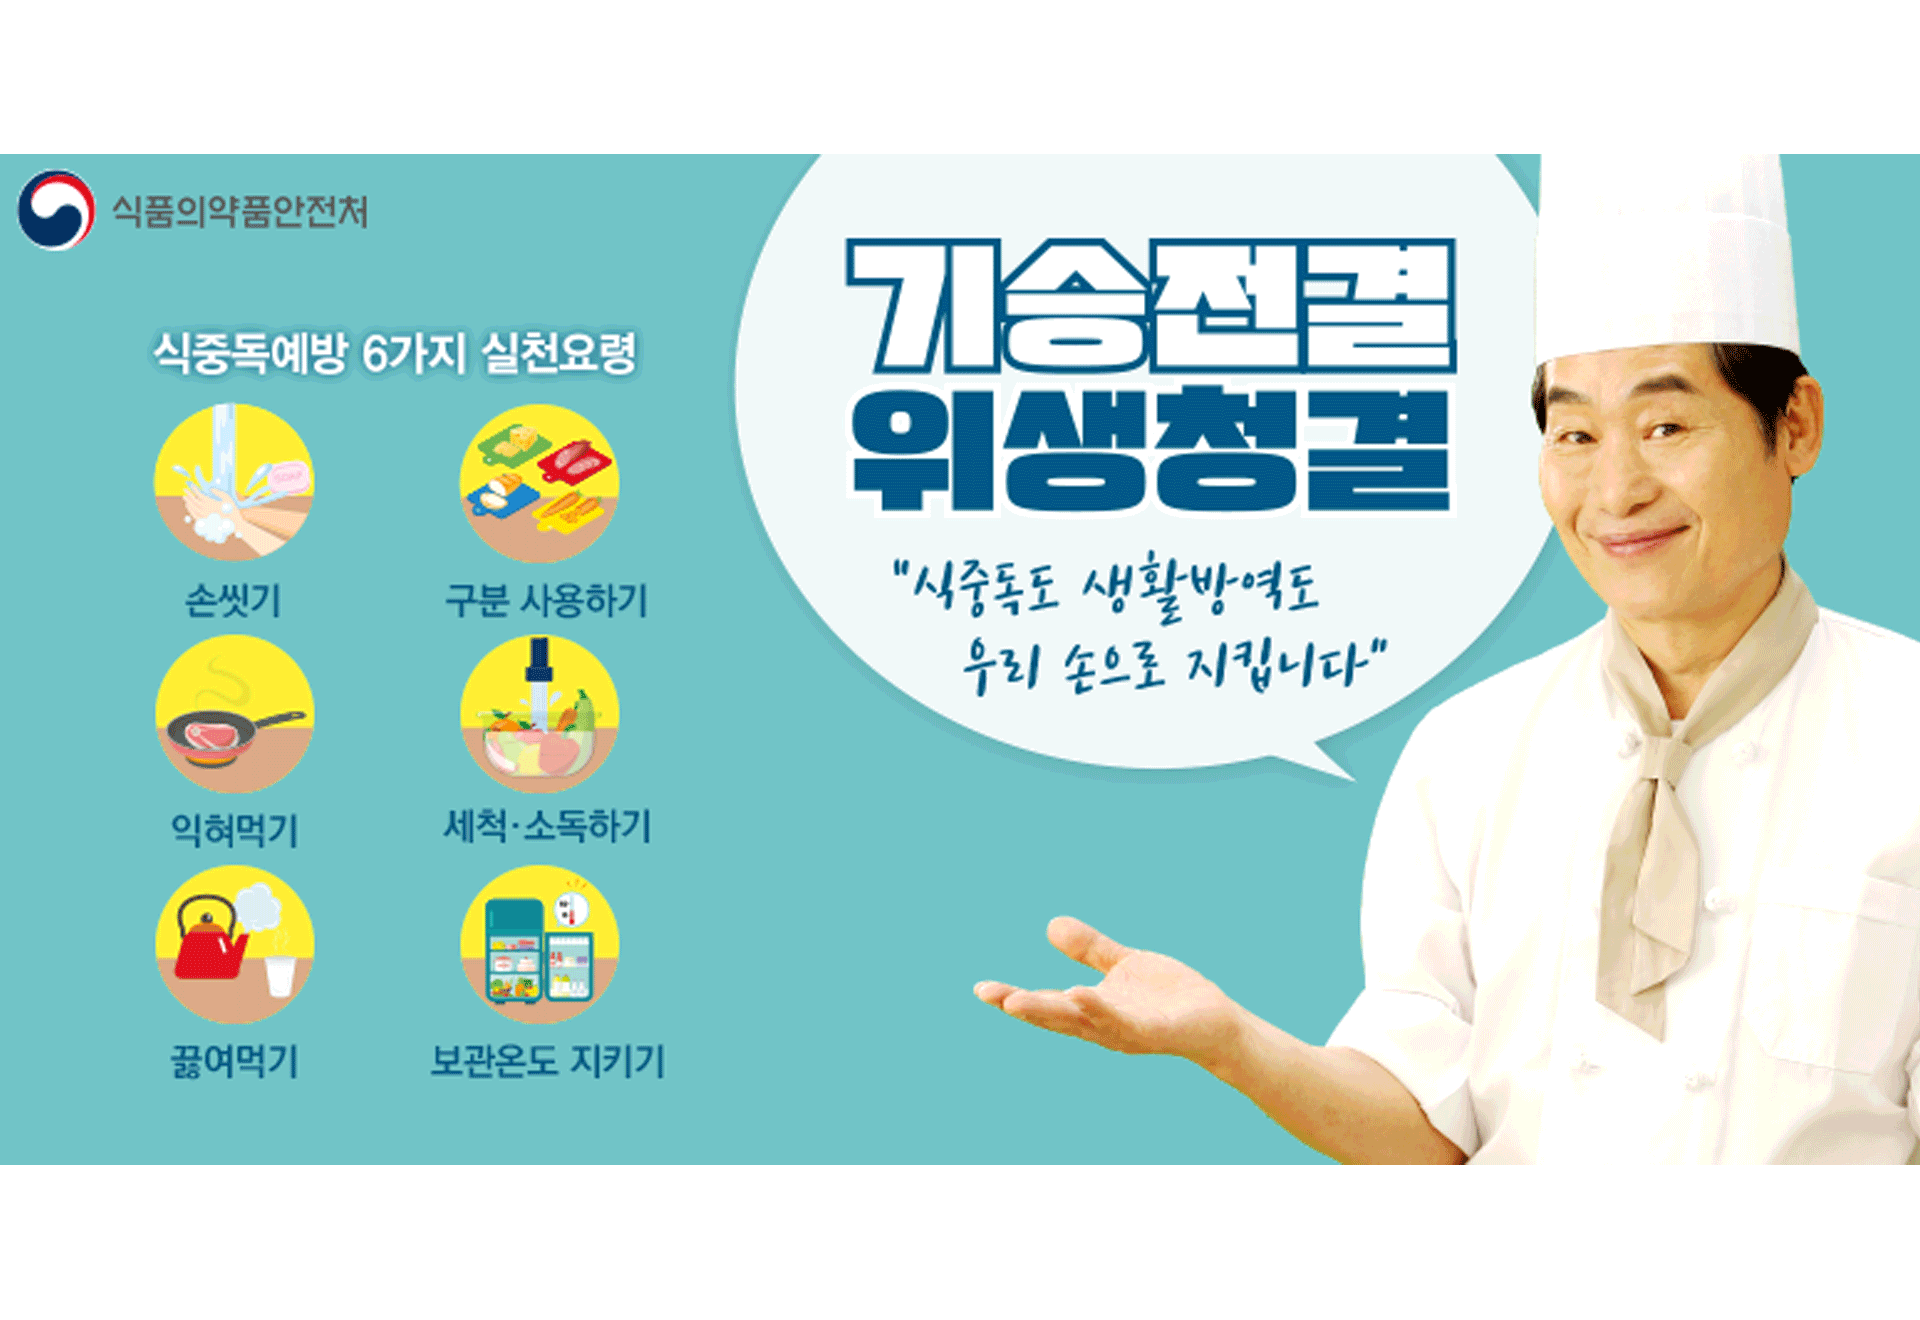 식품의약품안전처
식중독예방 6가지 실천요령
손씻기
구분 사용하기
익혀먹기
세척·소독하기
끓여먹기
보관온도 지키기
기승전결
위생청결
"식중독도 생활방역도
우리 손으로 지킵니다"